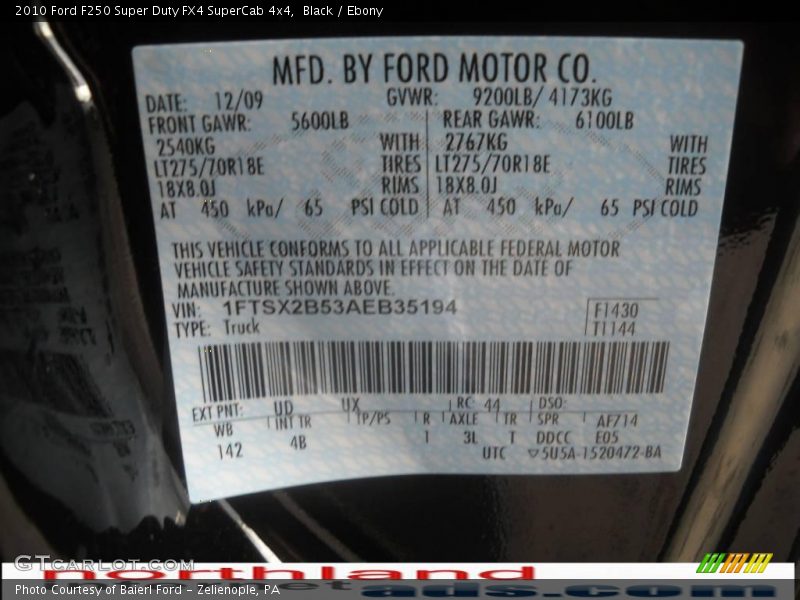 2010 Ford F250 Super Duty FX4 SuperCab 4x4, Black / Ebony
MFD. BY FORD MOTOR CO.
DATE: 12/09 GVWR: 9200LB/ 4173KG
FRONT GAWR: 5600LB REAR GAWR: 6100LB
2540KG WITH 2767KG WITH
LT275/70R18E TIRES LT275/70R18E TIRES
18X8.0J RIMS 18X8.0J RIMS
AT 450 kPa/ 65 PSI COLD AT 450 kPa/ 65 PSI COLD
THIS VEHICLE CONFORMS TO ALL APPLICABLE FEDERAL MOTOR
VEHICLE SAFETY STANDARDS IN EFFECT ON THE DATE OF
MANUFACTURE SHOWN ABOVE.
VIN: 1FTSX2B53AEB35194 F1430
TYPE: Truck T1144
EXT PNT: UD UX RC: 44 DSO:
WB INT TR TP/PS R AXLE TR SPR AF714
142 4B 1 3L T DDCC E05
UTC ▽5U5A-1520472-BA
GTcarlot.com
northland
ads.com
Photo Courtesy of Baierl Ford - Zelienople, PA